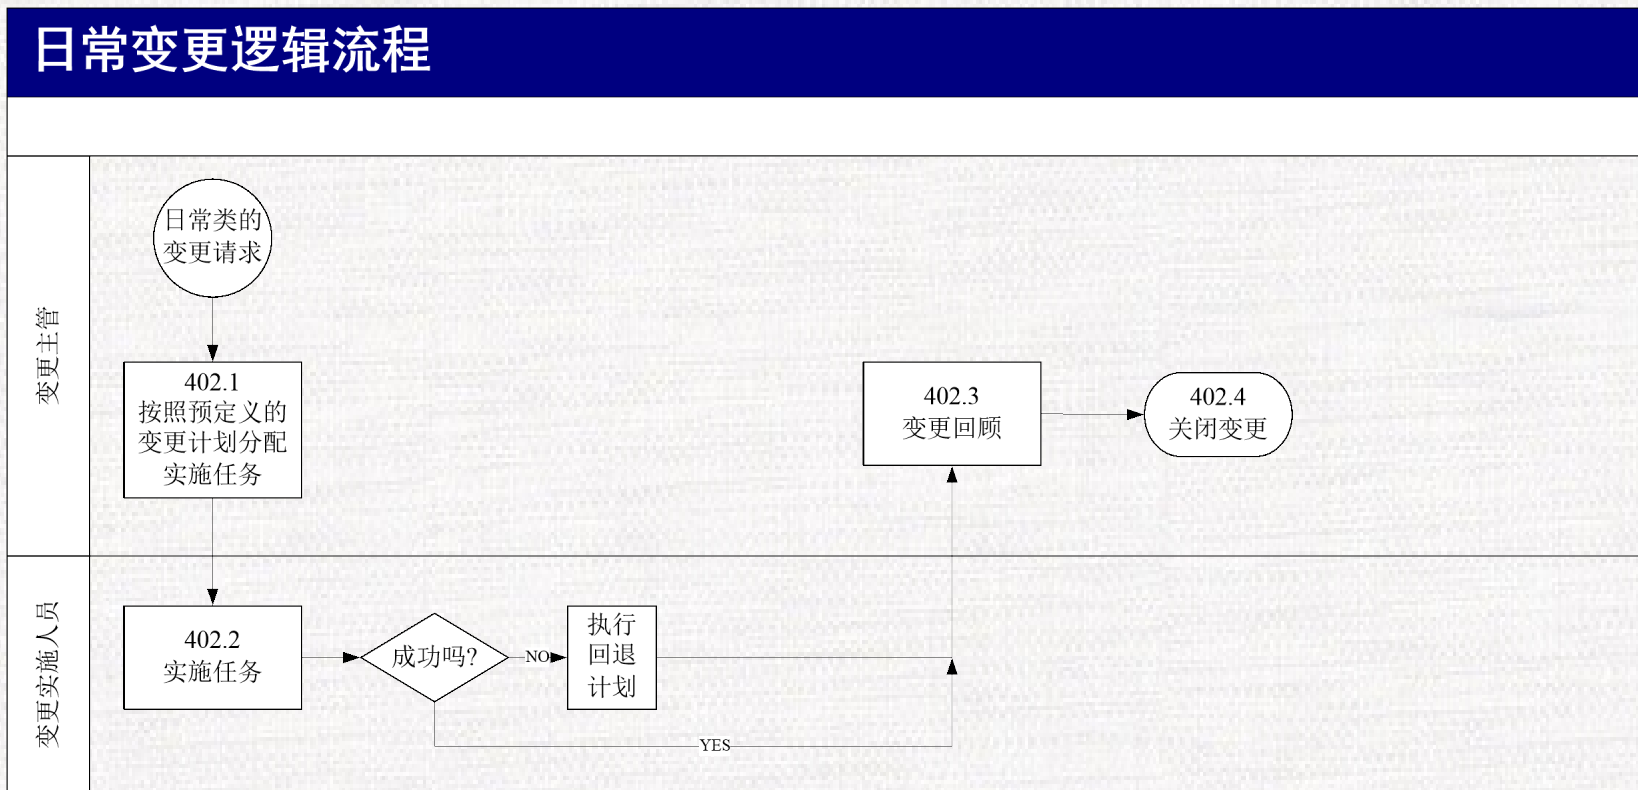 日常变更逻辑流程
变更主管
日常类的
变更请求
402.1
按照预定义的
变更计划分配
实施任务
402.3
变更回顾
402.4
关闭变更
变更实施人员
402.2
实施任务
成功吗?
NO
执行
回退
计划
YES